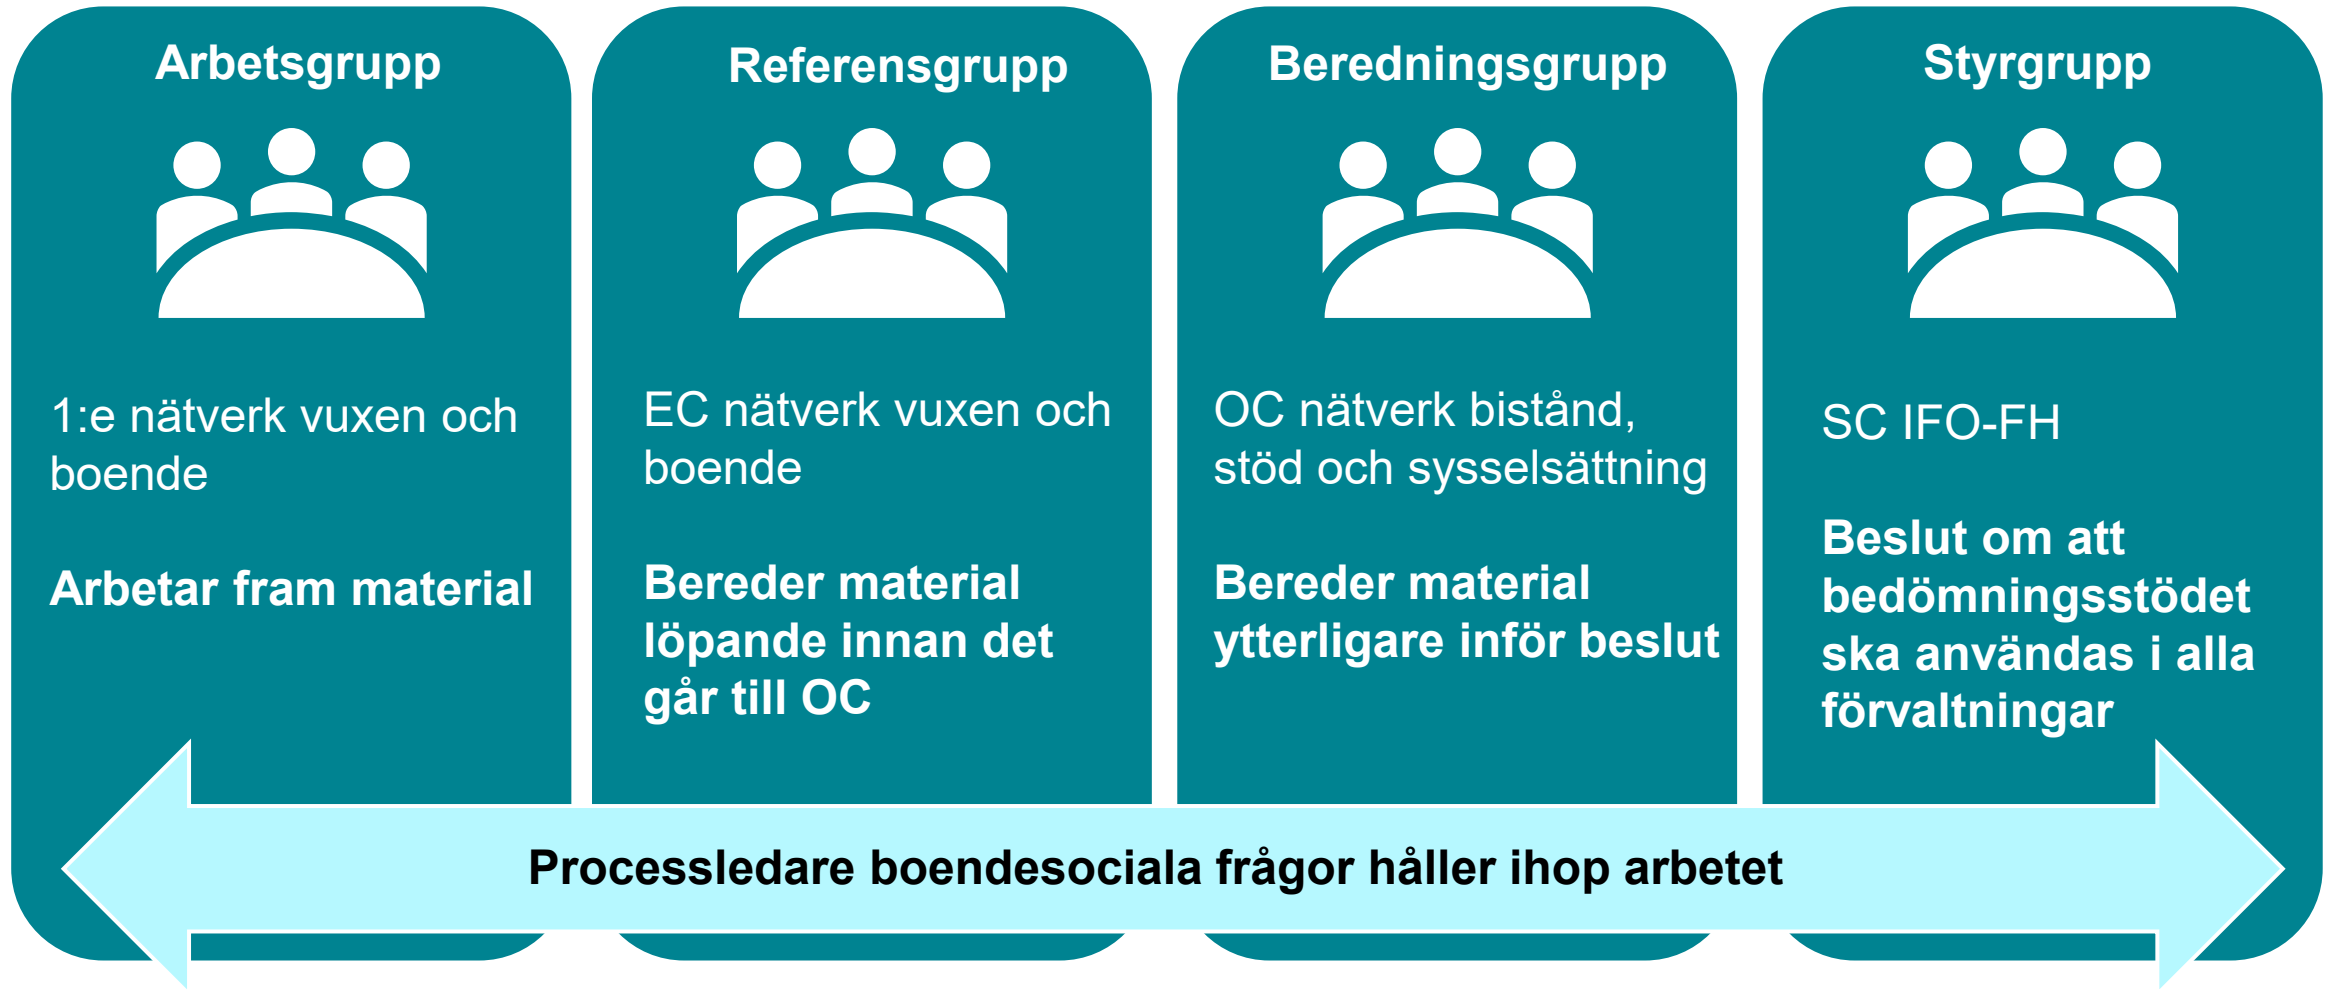 Arbetsgrupp
1:e nätverk vuxen och
boende
Arbetar fram material
Referensgrupp
EC nätverk vuxen och
boende
Bereder material
löpande innan det
går till OC
Beredningsgrupp
OC nätverk bistånd,
stöd och sysselsättning
Bereder material
ytterligare inför beslut
Styrgrupp
SC IFO-FH
Beslut om att
bedömningsstödet
ska användas i alla
förvaltningar
Processledare boendesociala frågor håller ihop arbetet